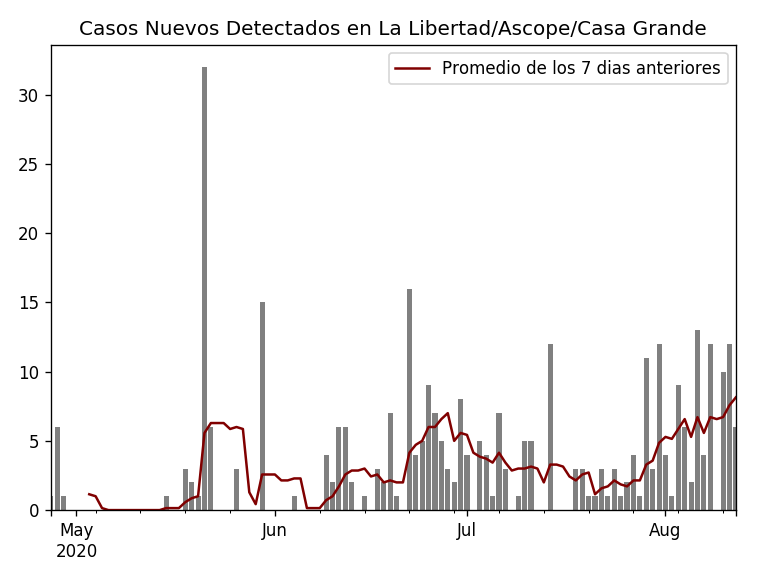 Casos Nuevos Detectados en La Libertad/Ascope/Casa Grande
Promedio de los 7 dias anteriores
30
25
20
15
10
5
0
May Jun Jul Aug
2020